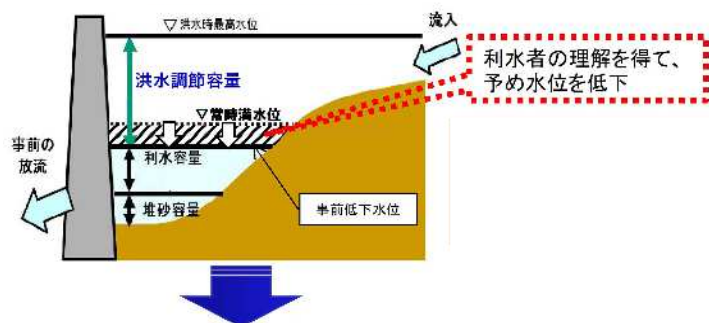 ▽洪水時最高水位
流入
利水者の理解を得て、
予め水位を低下
洪水調節容量
▽常時満水位
事前の
放流
利水容量
堆砂容量
事前低下水位